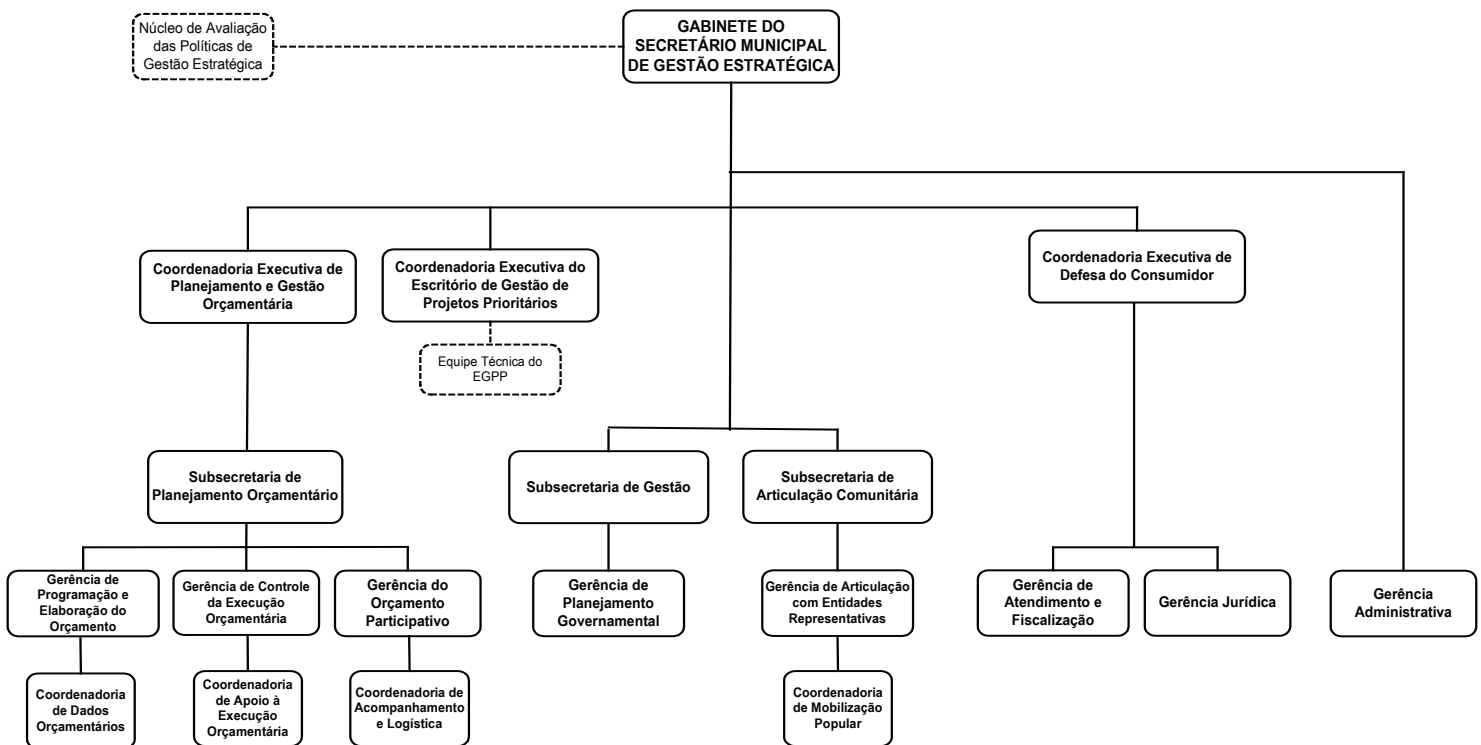 Núcleo de Avaliação
das Políticas de
Gestão Estratégica
GABINETE DO
SECRETÁRIO MUNICIPAL
DE GESTÃO ESTRATÉGICA
Coordenadoria Executiva de
Planejamento e Gestão
Orçamentária
Coordenadoria Executiva do
Escritório de Gestão de
Projetos Prioritários
Coordenadoria Executiva de
Defesa do Consumidor
Equipe Técnica do
EGPP
Subsecretaria de
Planejamento Orçamentário
Subsecretaria de Gestão
Subsecretaria de
Articulação Comunitária
Gerência de
Programação e
Elaboração do
Orçamento
Gerência de Controle
da Execução
Orçamentária
Gerência do
Orçamento
Participativo
Gerência de
Planejamento
Governamental
Gerência de Articulação
com Entidades
Representativas
Gerência de
Atendimento e
Fiscalização
Gerência Jurídica
Gerência
Administrativa
Coordenadoria
de Dados
Orçamentários
Coordenadoria
de Apoio à
Execução
Orçamentária
Coordenadoria de
Acompanhamento
e Logística
Coordenadoria
de Mobilização
Popular